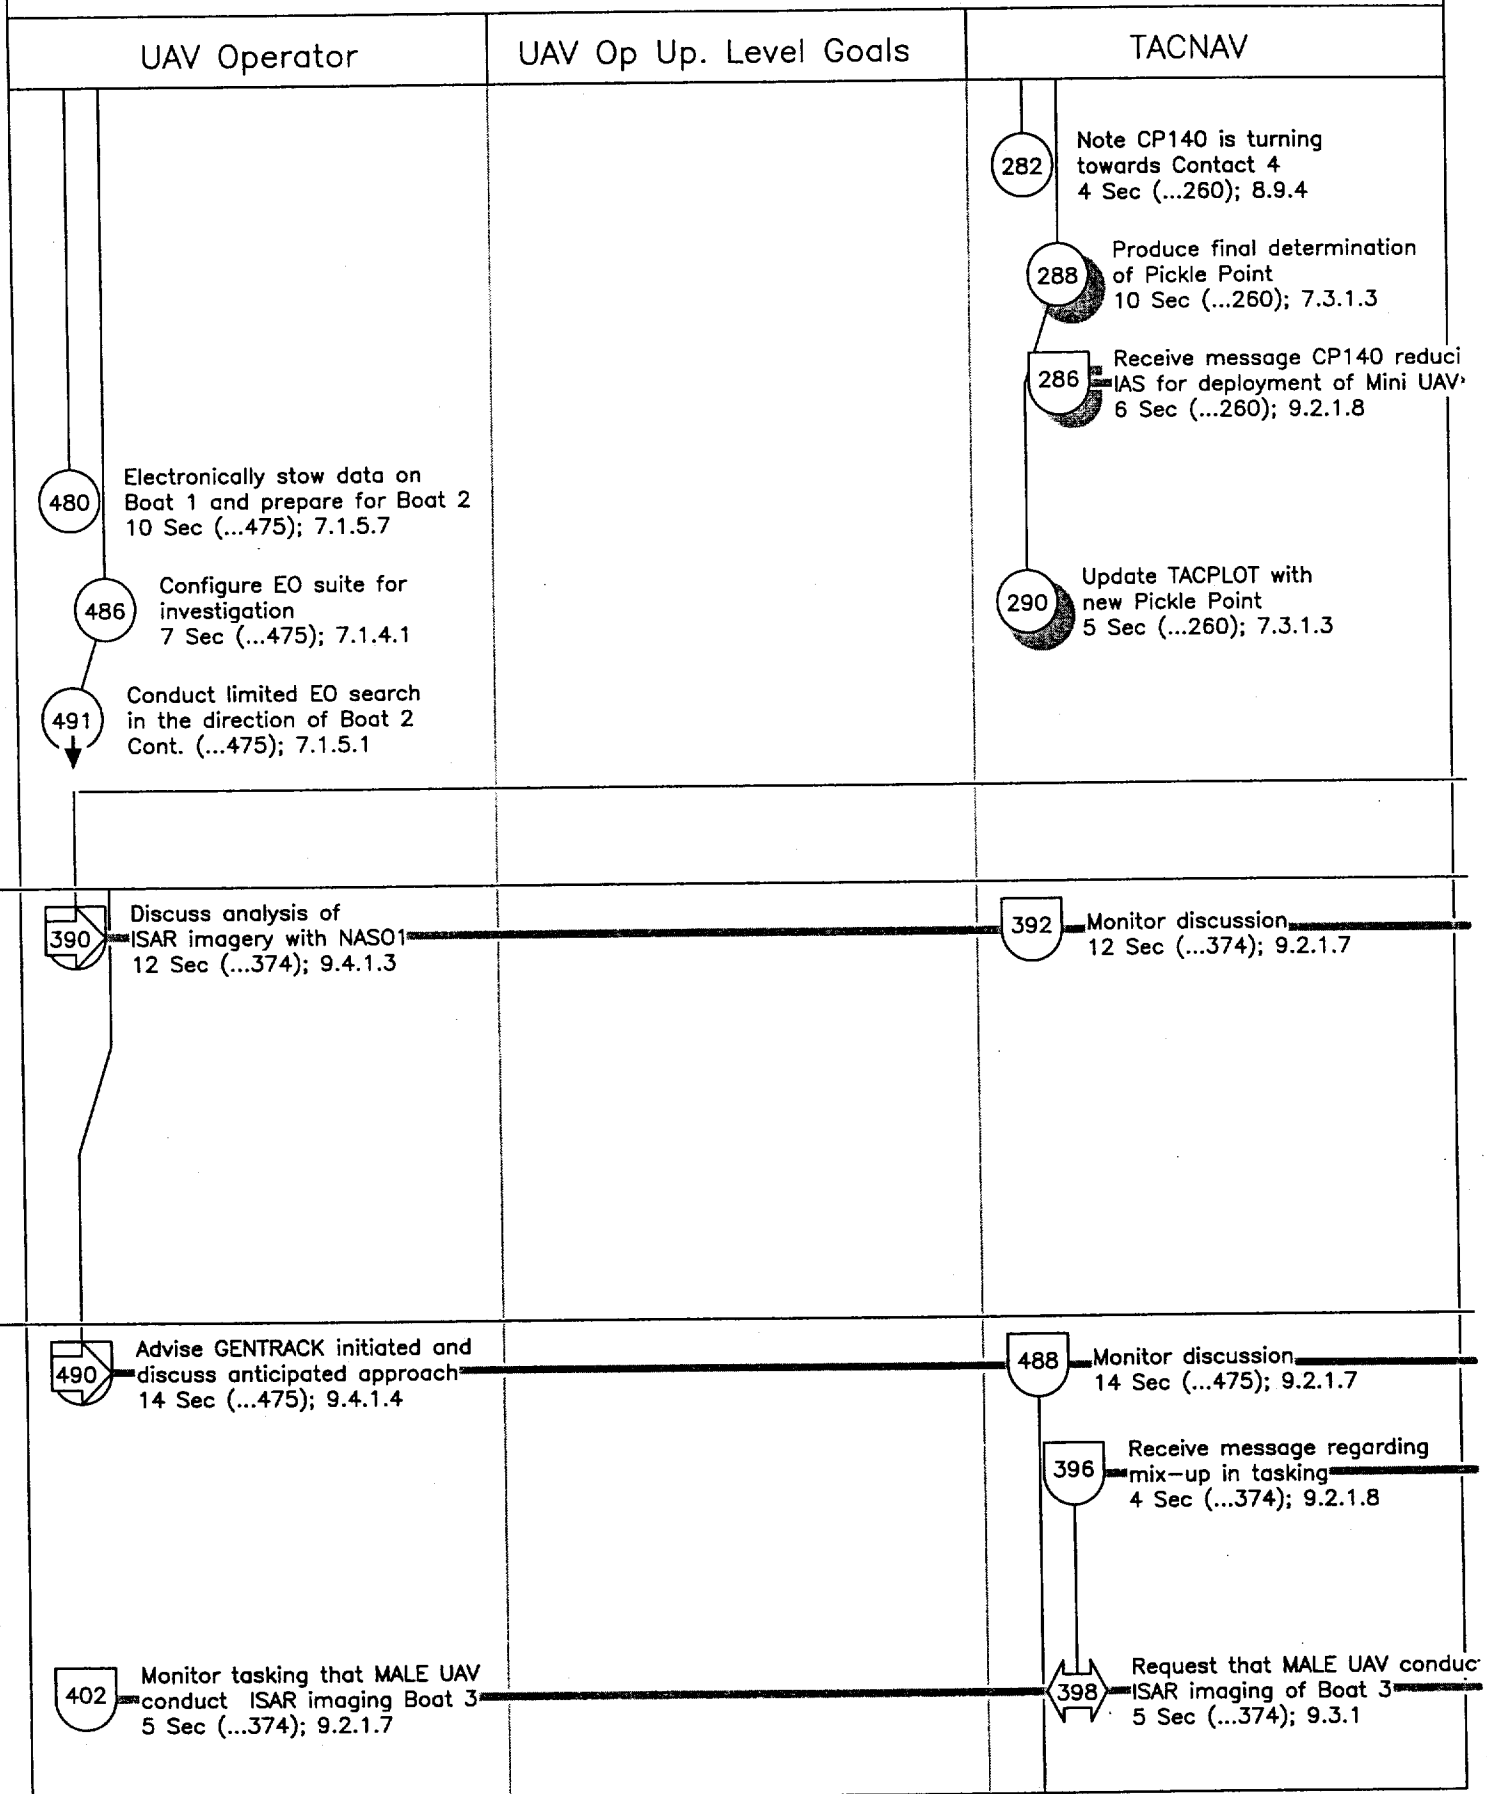 UAV Operator
UAV Op Up. Level Goals
TACNAV
282
Note CP140 is turning
towards Contact 4
4 Sec (...260); 8.9.4
288
Produce final determination
of Pickle Point
10 Sec (...260); 7.3.1.3
286
Receive message CP140 reduci
IAS for deployment of Mini UAV
6 Sec (...260); 9.2.1.8
480
Electronically stow data on
Boat 1 and prepare for Boat 2
10 Sec (...475); 7.1.5.7
486
Configure EO suite for
investigation
7 Sec (...475); 7.1.4.1
290
Update TACPLOT with
new Pickle Point
5 Sec (...260); 7.3.1.3
491
Conduct limited EO search
in the direction of Boat 2
Cont. (...475); 7.1.5.1
390
Discuss analysis of
ISAR imagery with NASO1
12 Sec (...374); 9.4.1.3
392
Monitor discussion
12 Sec (...374); 9.2.1.7
490
Advise GENTRACK initiated and
discuss anticipated approach
14 Sec (...475); 9.4.1.4
488
Monitor discussion
14 Sec (...475); 9.2.1.7
396
Receive message regarding
mix-up in tasking
4 Sec (...374); 9.2.1.8
402
Monitor tasking that MALE UAV
conduct ISAR imaging Boat 3
5 Sec (...374); 9.2.1.7
398
Request that MALE UAV conduc
ISAR imaging of Boat 3
5 Sec (...374); 9.3.1